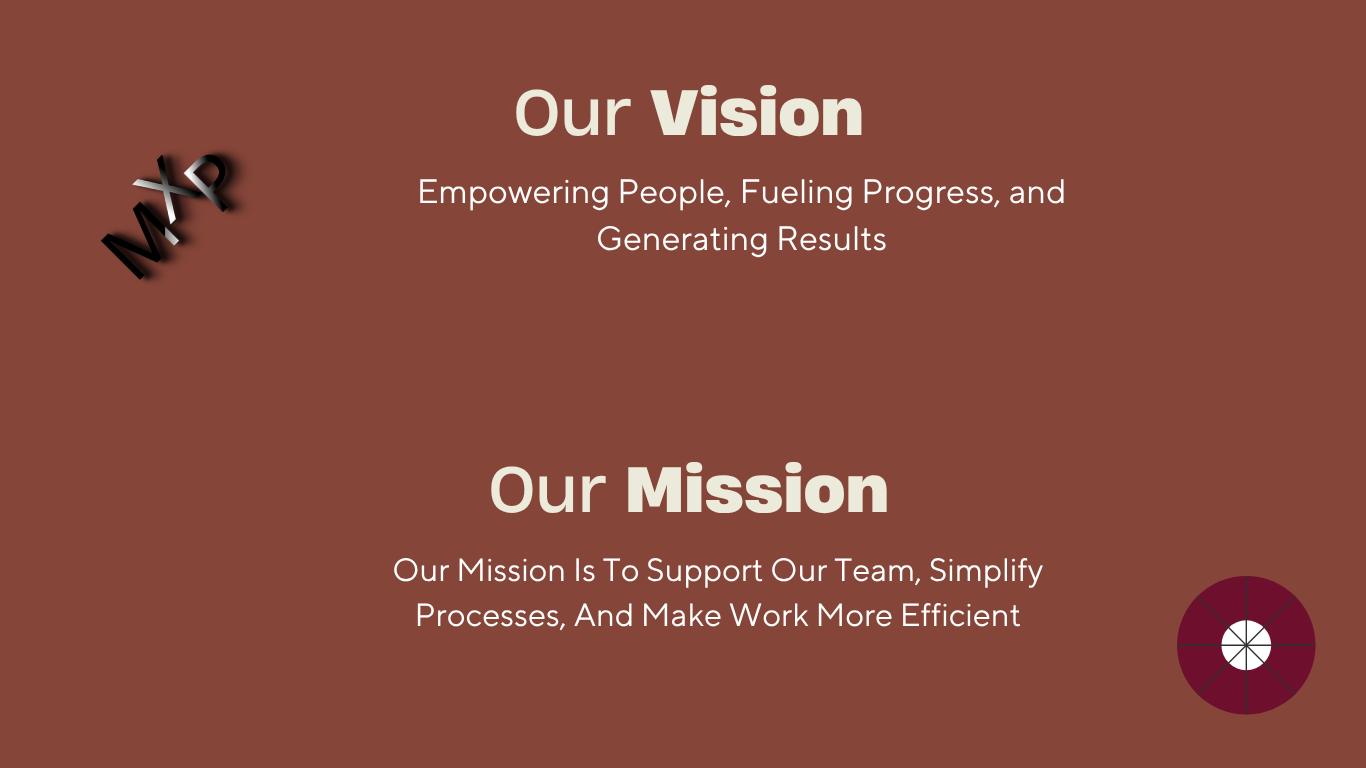 Our Vision
MXP
Empowering People, Fueling Progress, and
Generating Results
Our Mission
Our Mission Is To Support Our Team, Simplify
Processes, And Make Work More Efficient